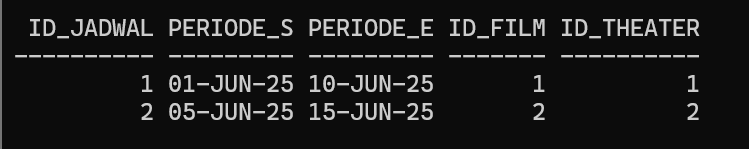 ID_JADWAL PERIODE_S PERIODE_E ID_FILM ID_THEATER
---------- --------- --------- ------- ----------
1 01-JUN-25 10-JUN-25 1 1
2 05-JUN-25 15-JUN-25 2 2